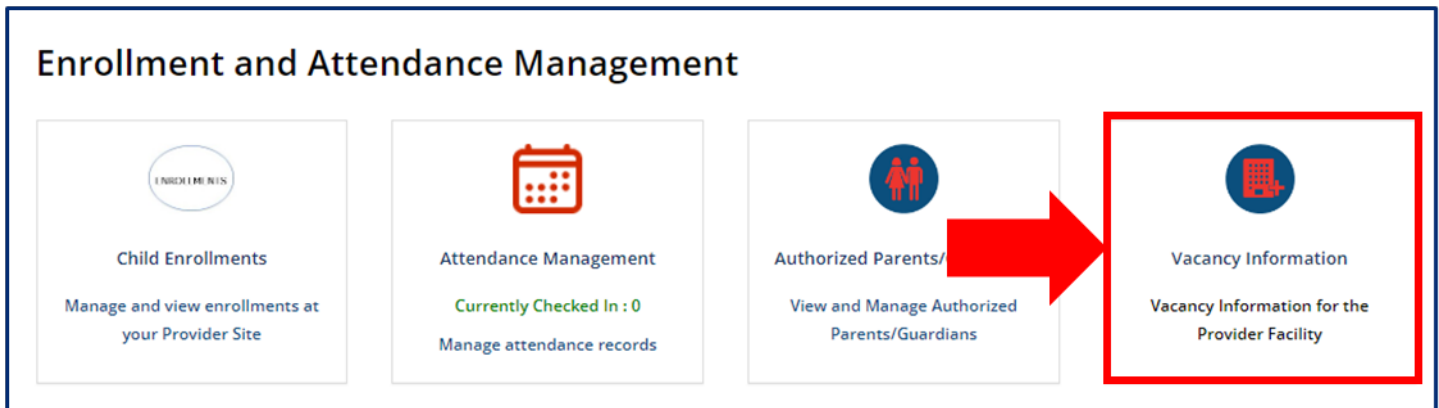 Enrollment and Attendance Management
Child Enrollments
Manage and view enrollments at
your Provider Site
Attendance Management
Currently Checked In : 0
Manage attendance records
Authorized Parents/
View and Manage Authorized
Parents/Guardians
Vacancy Information
Vacancy Information for the
Provider Facility